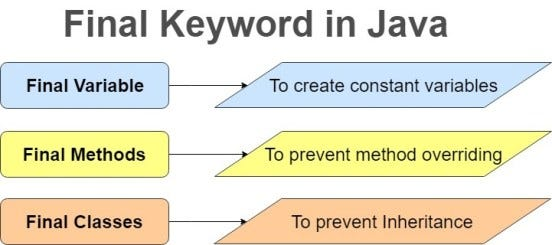 Final Keyword in Java
Final Variable
To create constant variables
Final Methods
To prevent method overriding
Final Classes
To prevent Inheritance